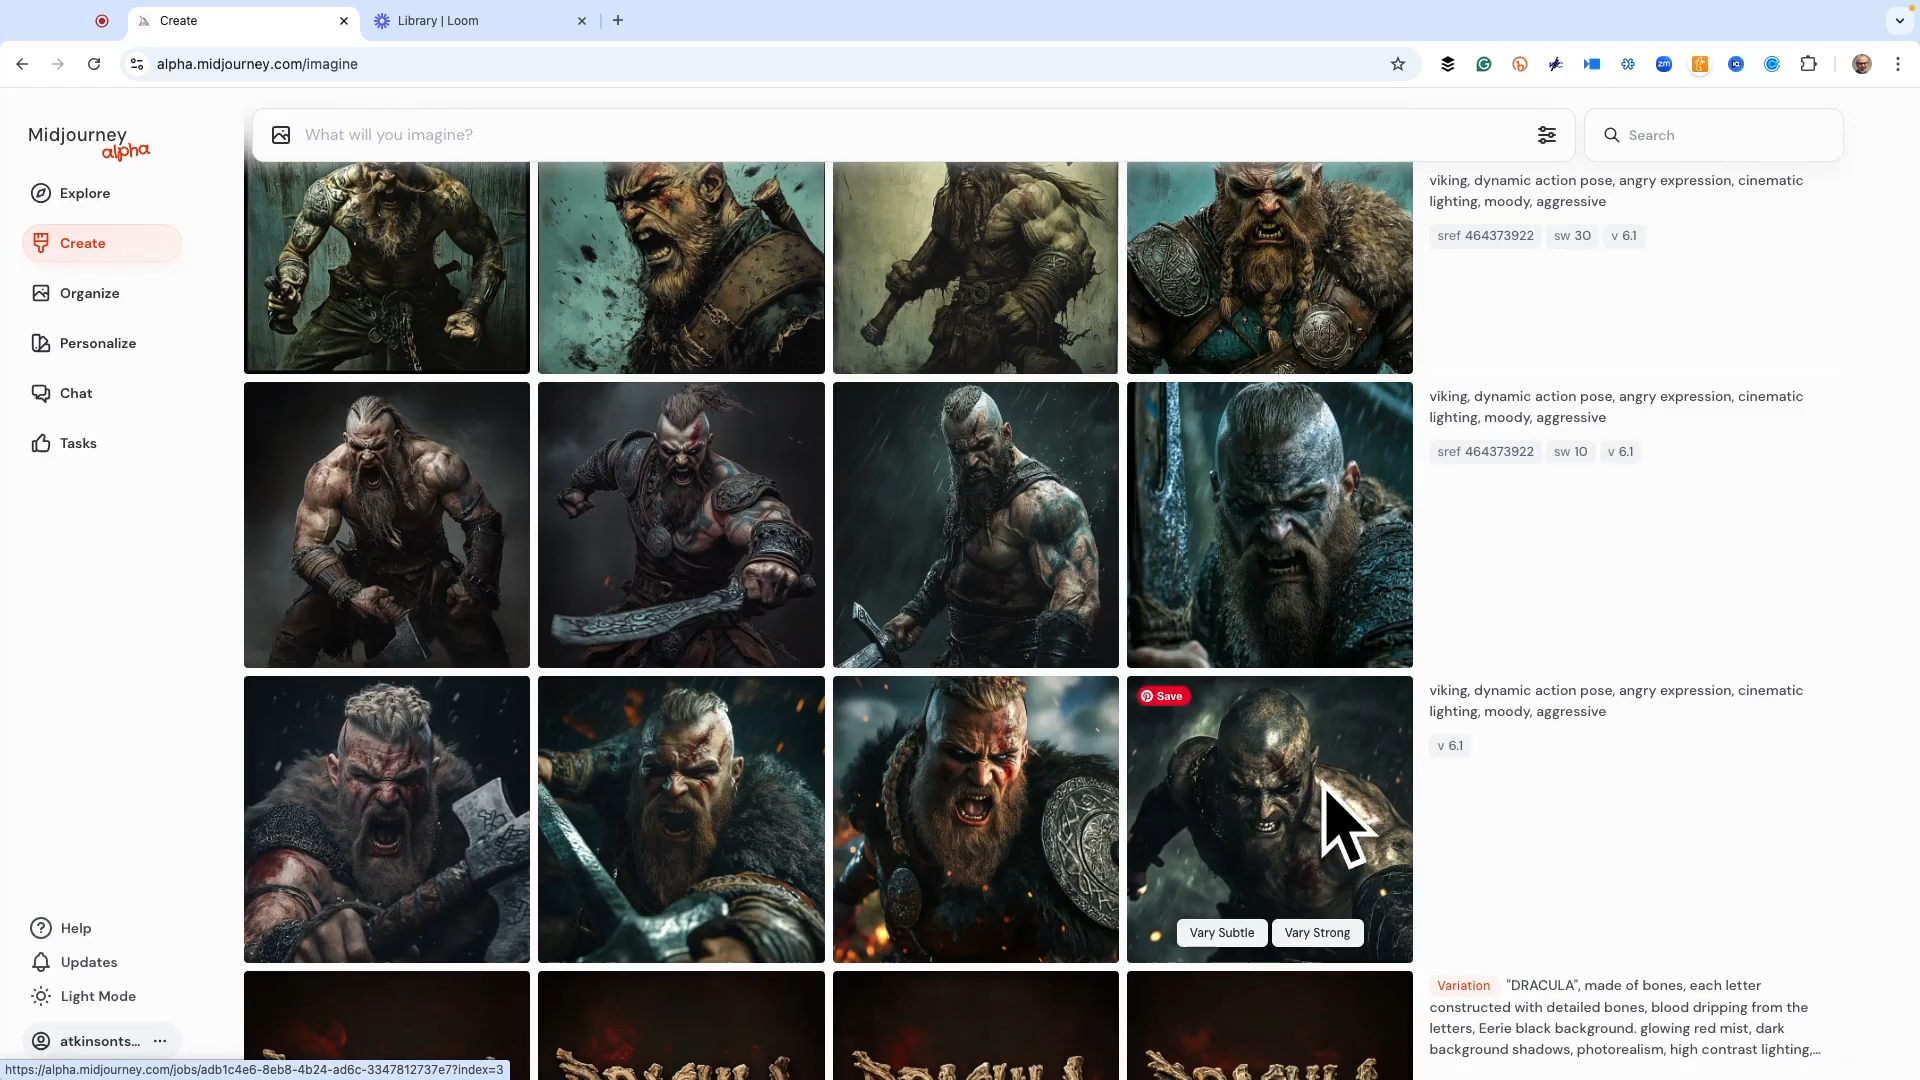 Create
Library | Loom
alpha.midjourney.com/imagine
Midjourney
alpha
What will you imagine?
Search
Explore
Create
Organize
Personalize
Chat
Tasks
viking, dynamic action pose, angry expression, cinematic
lighting, moody, aggressive
sref 464373922 sw 30 v 6.1
viking, dynamic action pose, angry expression, cinematic
lighting, moody, aggressive
sref 464373922 sw 10 v 6.1
Save
viking, dynamic action pose, angry expression, cinematic
lighting, moody, aggressive
v 6.1
Vary Subtle Vary Strong
Variation "DRACULA", made of bones, each letter
constructed with detailed bones, blood dripping from the
letters, Eerie black background. glowing red mist, dark
background shadows, photorealism, high contrast lighting,...
Help
Updates
Light Mode
atkinsonts...
https://alpha.midjourney.com/jobs/adb1c4e6-8eb8-4b24-ad6c-3347812737e7?index=3